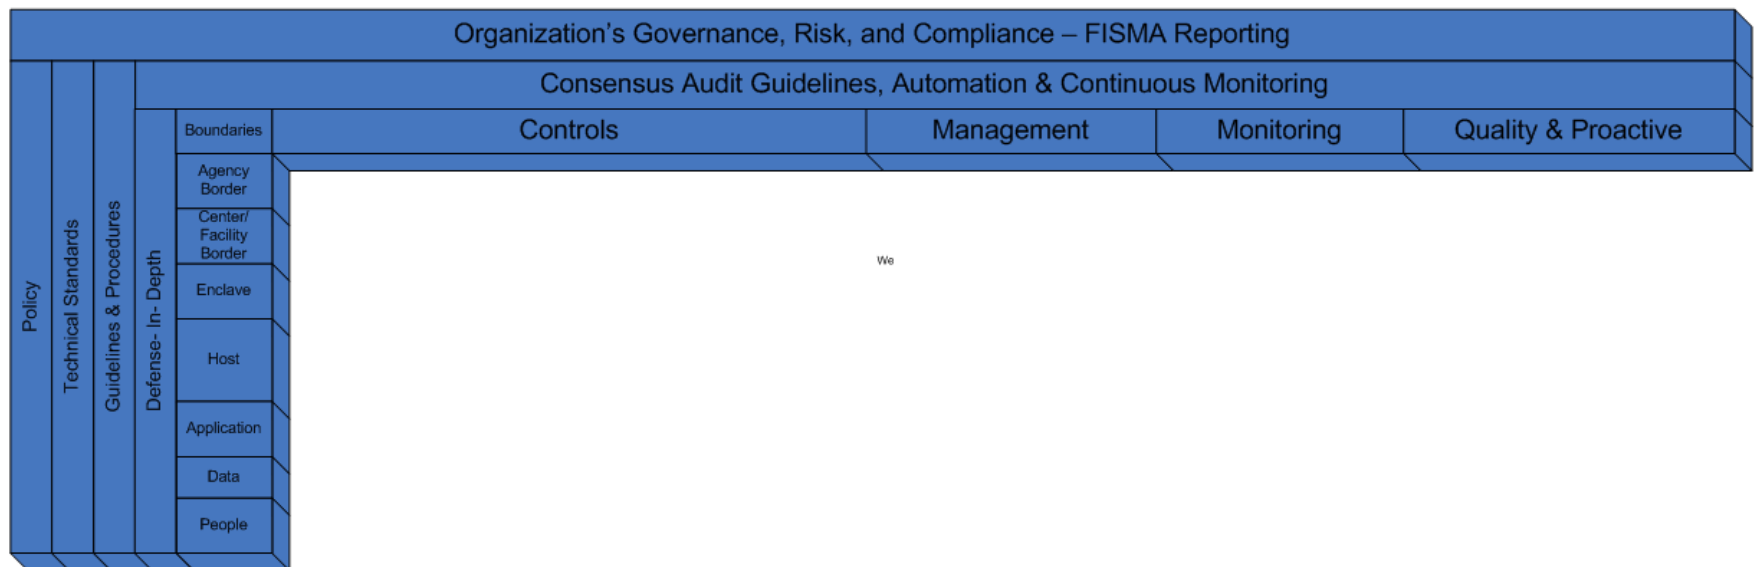 Organization’s Governance, Risk, and Compliance – FISMA Reporting
Consensus Audit Guidelines, Automation & Continuous Monitoring
Boundaries
Controls
Management
Monitoring
Quality & Proactive
Policy
Technical Standards
Guidelines & Procedures
Defense- In- Depth
Agency
Border
Center/
Facility
Border
Enclave
Host
Application
Data
People
We